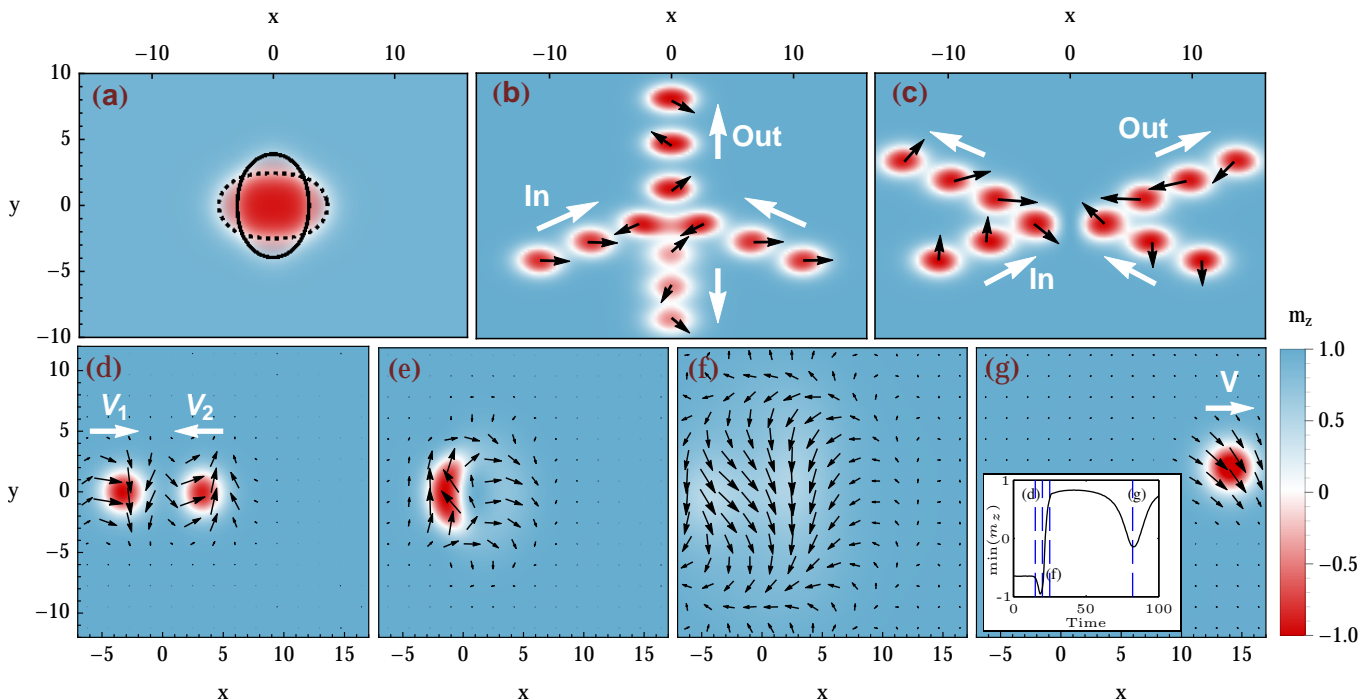 x x x
−10 0 10 −10 0 10 −10 0 10
10
5
y 0
−5
−10
(a)
(b)
Out
In
(c)
Out
In
m_z
1.0
0.5
0
−0.5
−1.0
10
5
y 0
−5
−10
(d)
V₁ V₂
(e)
(f)
(g)
V
1
0
-1
min(m_z)
(d)
(f)
(g)
0 50 100
Time
−5 0 5 10 15 −5 0 5 10 15 −5 0 5 10 15 −5 0 5 10 15
x x x x